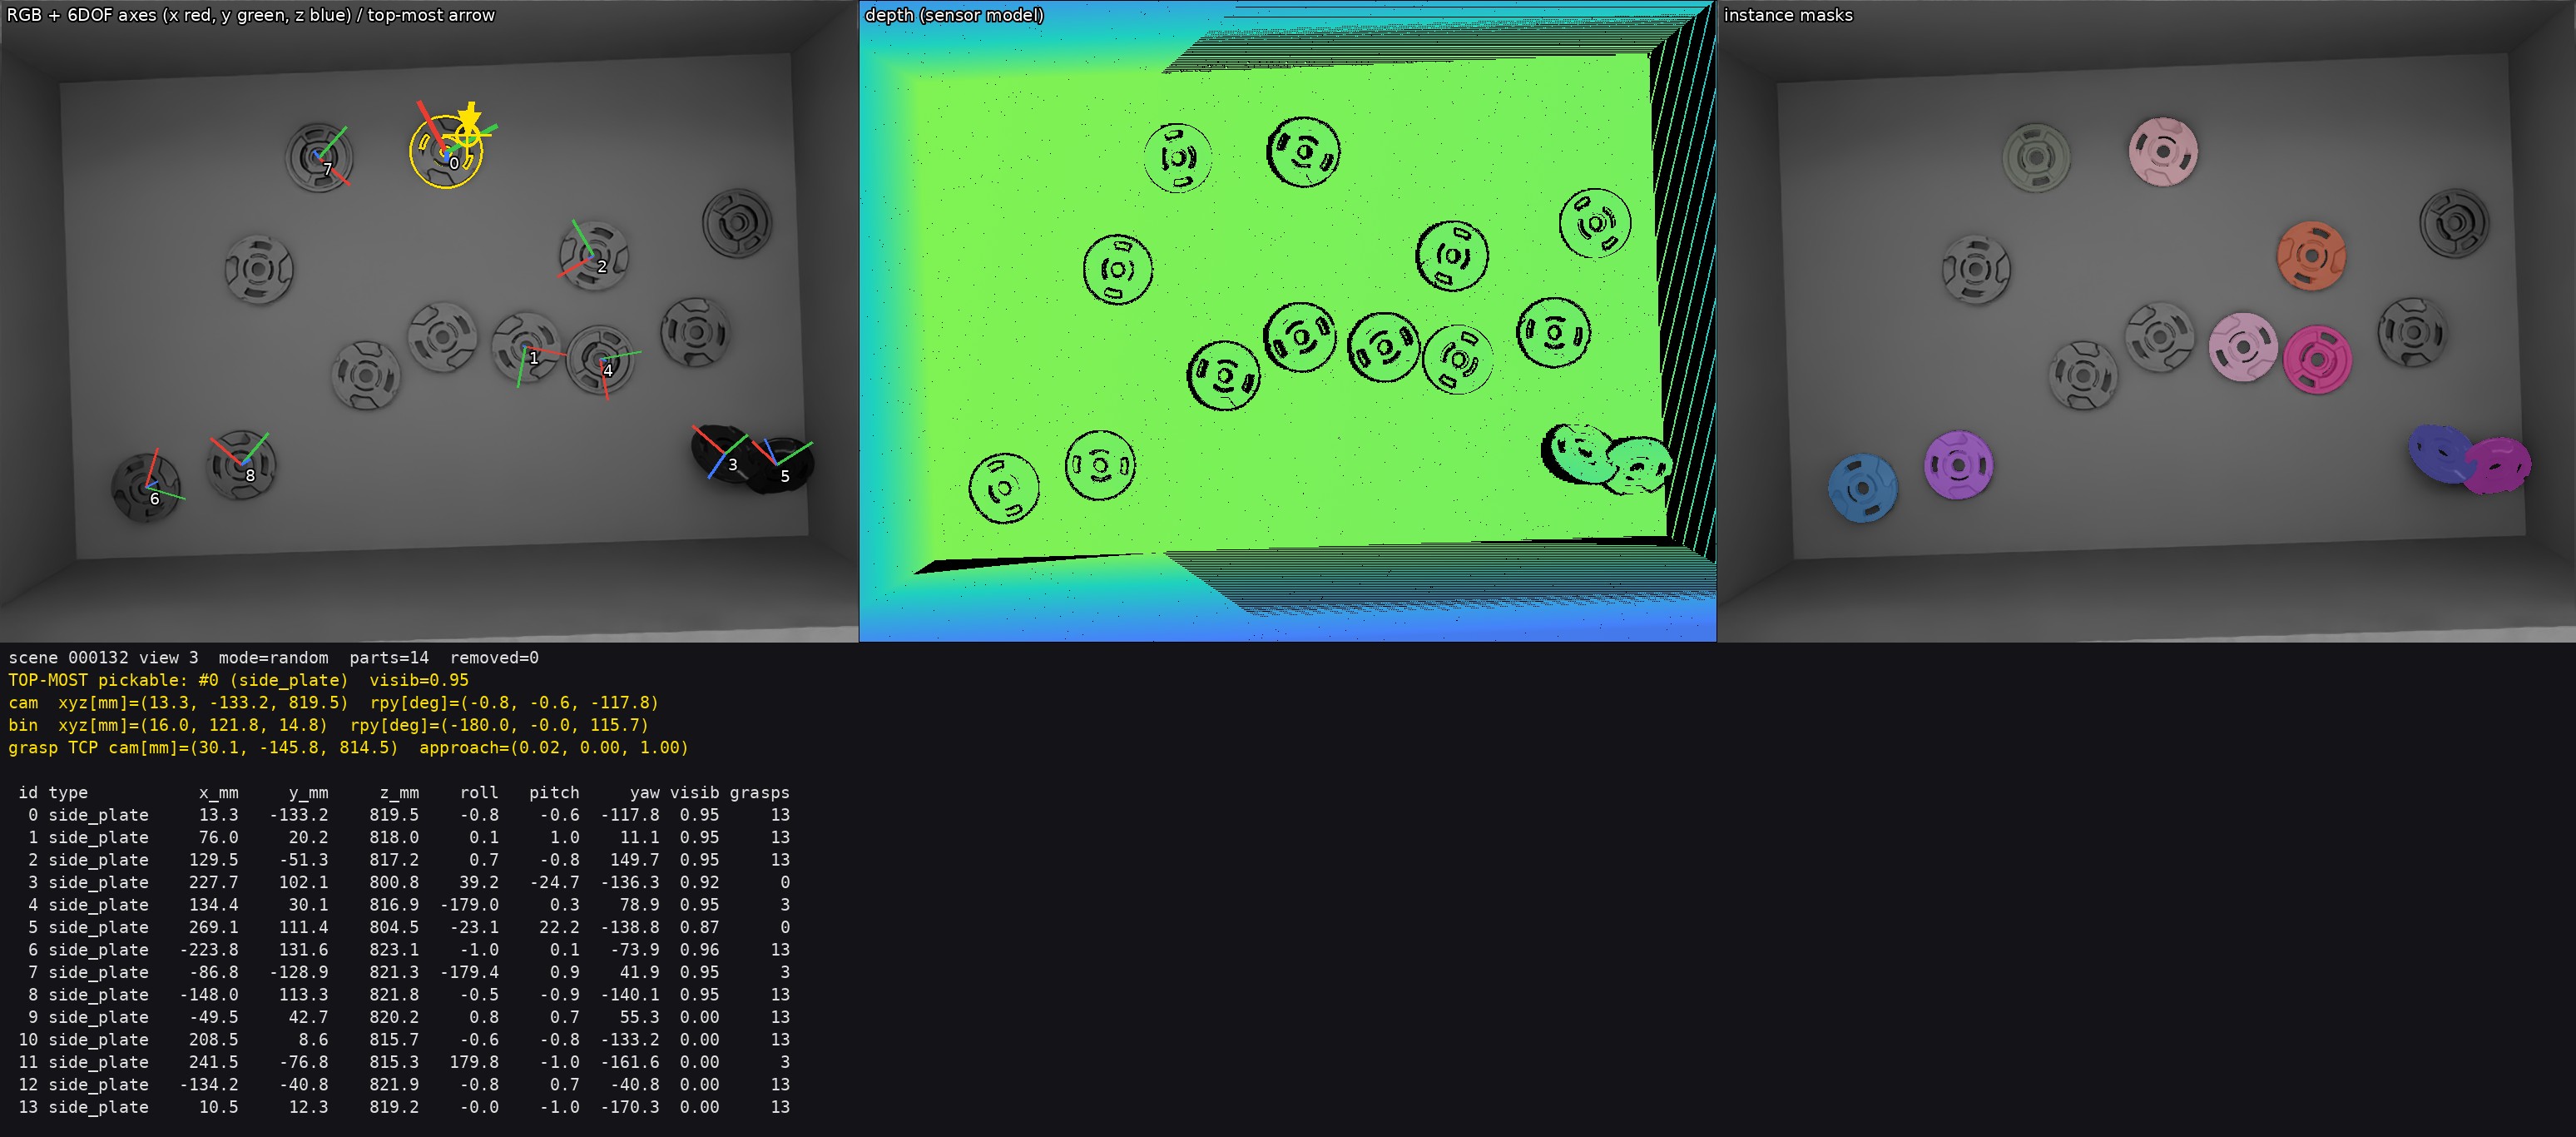 RGB + 6DOF axes (x red, y green, z blue) / top-most arrow
depth (sensor model)
instance masks
7
0
2
1
4
3
5
8
6
scene 000132 view 3  mode=random  parts=14  removed=0
TOP-MOST pickable: #0 (side_plate)  visib=0.95
cam  xyz[mm]=(13.3, -133.2, 819.5)  rpy[deg]=(-0.8, -0.6, -117.8)
bin  xyz[mm]=(16.0, 121.8, 14.8)  rpy[deg]=(-180.0, -0.0, 115.7)
grasp TCP cam[mm]=(30.1, -145.8, 814.5)  approach=(0.02, 0.00, 1.00)
id type x_mm y_mm z_mm roll pitch yaw visib grasps
0 side_plate 13.3 -133.2 819.5 -0.8 -0.6 -117.8 0.95 13
1 side_plate 76.0 20.2 818.0 0.1 1.0 11.1 0.95 13
2 side_plate 129.5 -51.3 817.2 0.7 -0.8 149.7 0.95 13
3 side_plate 227.7 102.1 800.8 39.2 -24.7 -136.3 0.92 0
4 side_plate 134.4 30.1 816.9 -179.0 0.3 78.9 0.95 3
5 side_plate 269.1 111.4 804.5 -23.1 22.2 -138.8 0.87 0
6 side_plate -223.8 131.6 823.1 -1.0 0.1 -73.9 0.96 13
7 side_plate -86.8 -128.9 821.3 -179.4 0.9 41.9 0.95 3
8 side_plate -148.0 113.3 821.8 -0.5 -0.9 -140.1 0.95 13
9 side_plate -49.5 42.7 820.2 0.8 0.7 55.3 0.00 13
10 side_plate 208.5 8.6 815.7 -0.6 -0.8 -133.2 0.00 13
11 side_plate 241.5 -76.8 815.3 179.8 -1.0 -161.6 0.00 3
12 side_plate -134.2 -40.8 821.9 -0.8 0.7 -40.8 0.00 13
13 side_plate 10.5 12.3 819.2 -0.0 -1.0 -170.3 0.00 13